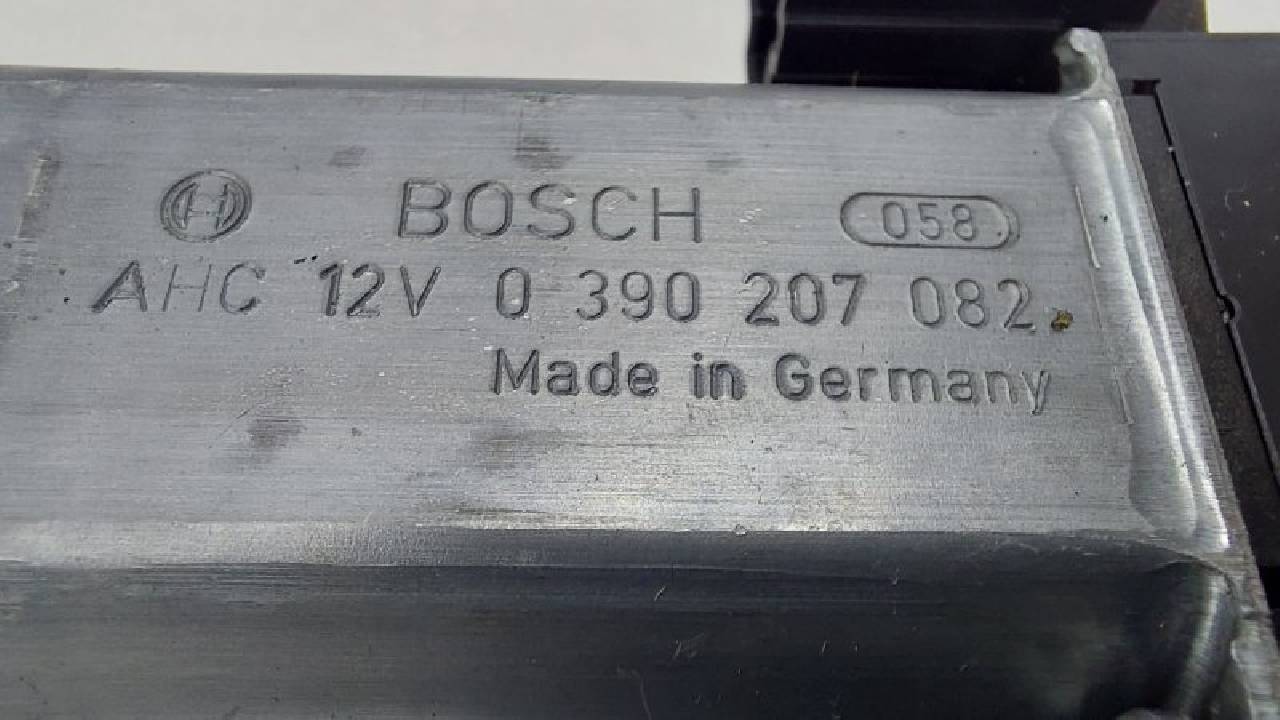 BOSCH 058
AHC 12V 0 390 207 082
Made in Germany